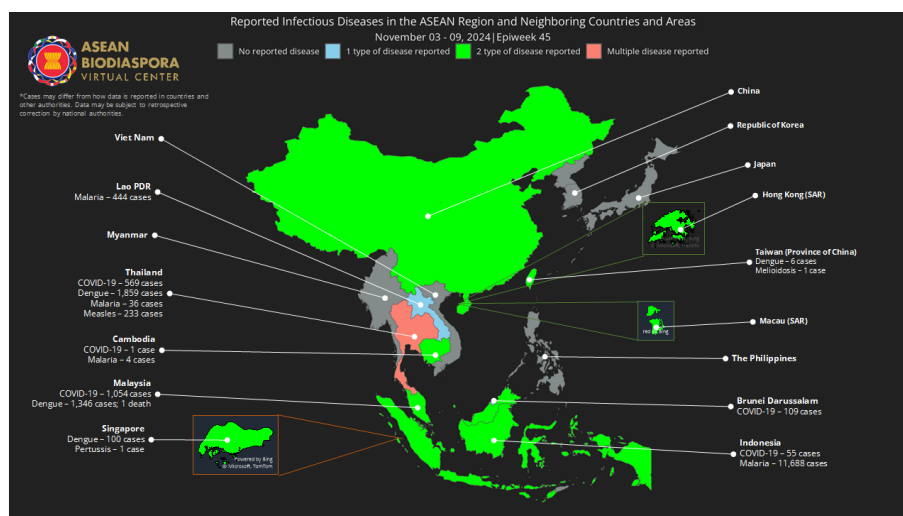 Reported Infectious Diseases in the ASEAN Region and Neighboring Countries and Areas
November 03 - 09, 2024|Epiweek 45
No reported disease
1 type of disease reported
2 type of disease reported
Multiple disease reported
ASEAN
BIODIASPORA
VIRTUAL CENTER
*Cases may differ from how data is reported in countries and
other authorities. Data may be subject to retrospective
correction by national authorities.
Viet Nam
Lao PDR
Malaria – 444 cases
Myanmar
Thailand
COVID-19 – 569 cases
Dengue – 1,859 cases
Malaria – 36 cases
Measles – 233 cases
Cambodia
COVID-19 – 1 case
Malaria – 4 cases
Malaysia
COVID-19 – 1,054 cases
Dengue – 1,346 cases; 1 death
Singapore
Dengue – 100 cases
Pertussis – 1 case
Powered by Bing
© Microsoft, TomTom
China
Republic of Korea
Japan
Hong Kong (SAR)
Taiwan (Province of China)
Dengue – 6 cases
Melioidosis – 1 case
Macau (SAR)
The Philippines
Brunei Darussalam
COVID-19 – 109 cases
Indonesia
COVID-19 – 55 cases
Malaria – 11,688 cases